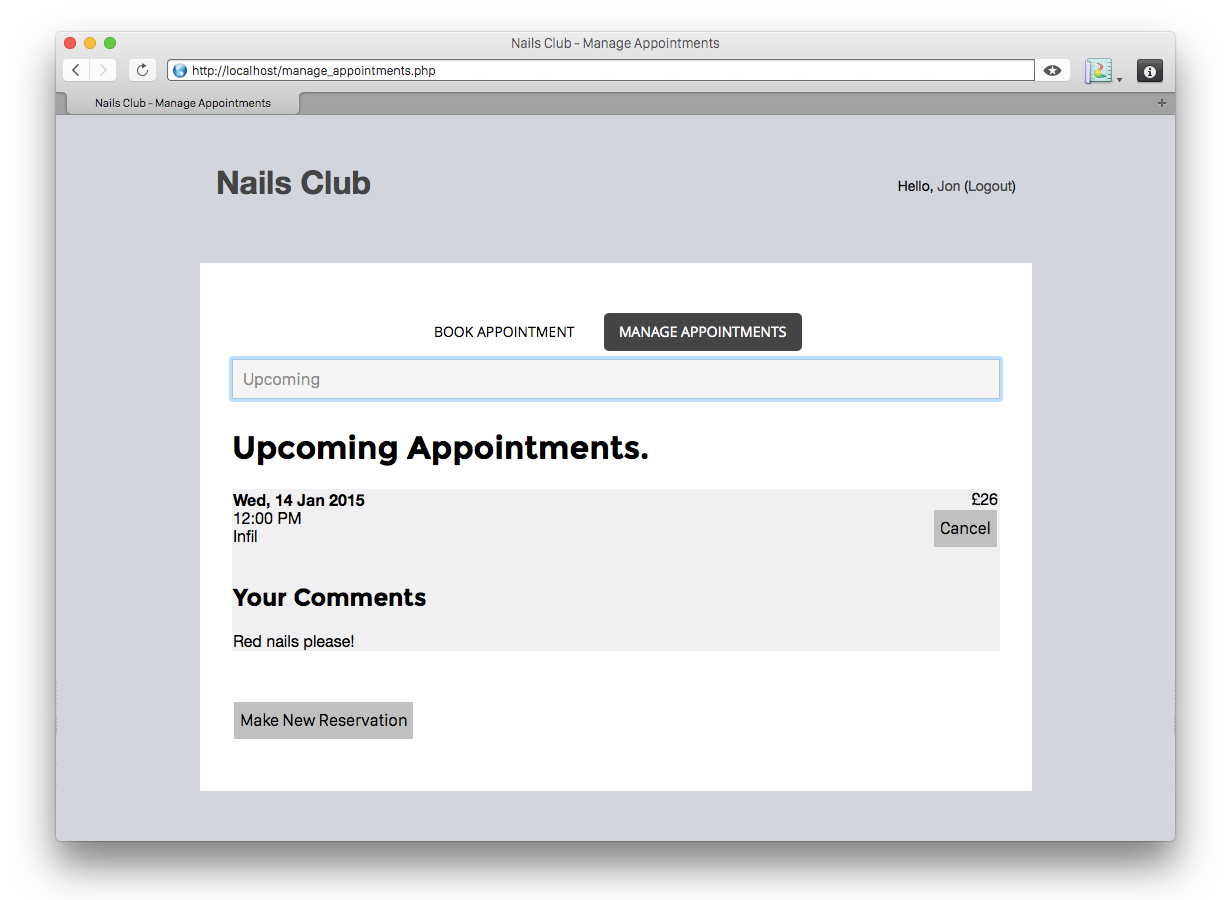 Nails Club - Manage Appointments
http://localhost/manage_appointments.php
Nails Club - Manage Appointments
Nails Club
Hello, Jon (Logout)
BOOK APPOINTMENT
MANAGE APPOINTMENTS
Upcoming
Upcoming Appointments.
Wed, 14 Jan 2015
£26
12:00 PM
Cancel
Infil
Your Comments
Red nails please!
Make New Reservation